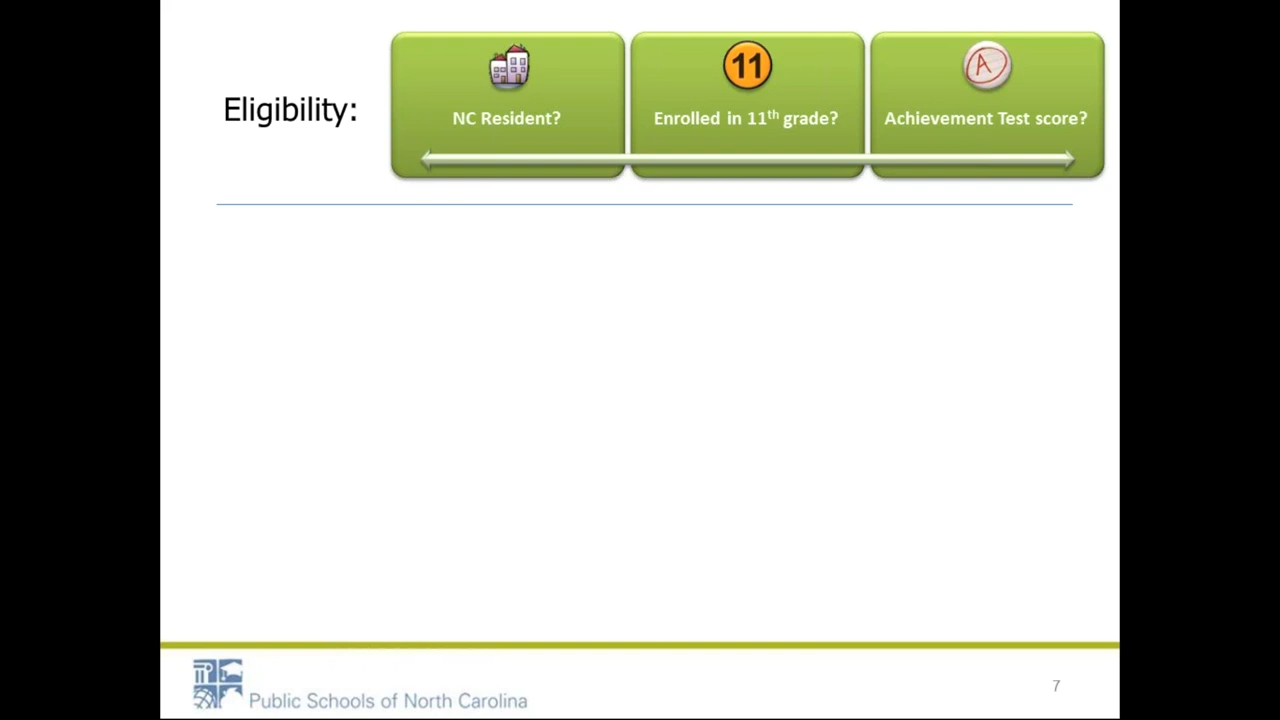 Eligibility:
NC Resident?
11
Enrolled in 11th grade?
A
Achievement Test score?
Public Schools of North Carolina
7